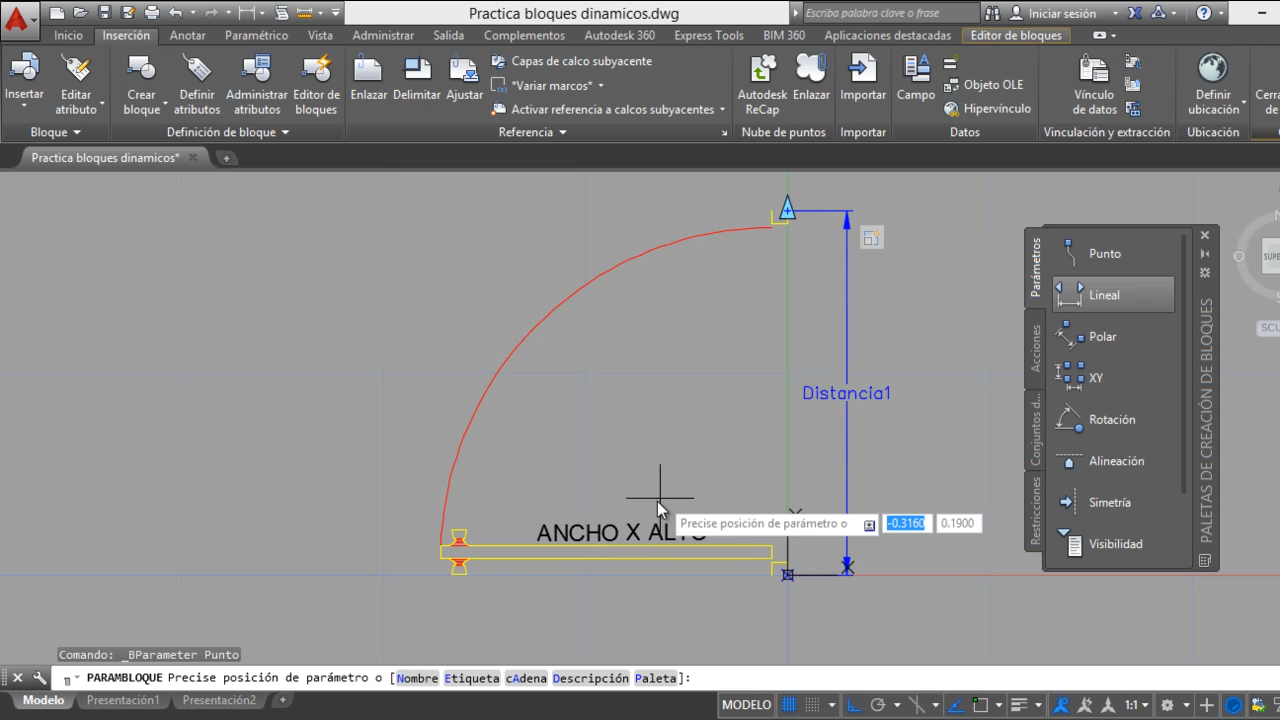 Practica bloques dinamicos.dwg
Escriba palabra clave o frase
Iniciar sesión
Inicio
Inserción
Anotar
Paramétrico
Vista
Administrar
Salida
Complementos
Autodesk 360
Express Tools
BIM 360
Aplicaciones destacadas
Editor de bloques
Insertar
Editar
atributo
Crear
bloque
Definir
atributos
Administrar
atributos
Editor de
bloques
Enlazar
Delimitar
Ajustar
Capas de calco subyacente
*Variar marcos*
Activar referencia a calcos subyacentes
Autodesk
ReCap
Enlazar
Importar
Campo
Objeto OLE
Hipervínculo
Vínculo
de datos
Definir
ubicación
Cerra
Bloque
Definición de bloque
Referencia
Nube de puntos
Importar
Datos
Vinculación y extracción
Ubicación
Practica bloques dinamicos*
Distancia1
ANCHO X ALTO
Precise posición de parámetro o
-0.3160
0.1900
Parámetros
Acciones
Conjuntos d...
Restricciones
Punto
Lineal
Polar
XY
Rotación
Alineación
Simetría
Visibilidad
PALETAS DE CREACIÓN DE BLOQUES
SUPE
SCU
Comando: _BParameter Punto
PARAMBLOQUE Precise posición de parámetro o [Nombre Etiqueta cAdena Descripción Paleta]:
Modelo
Presentación1
Presentación2
MODELO
1:1